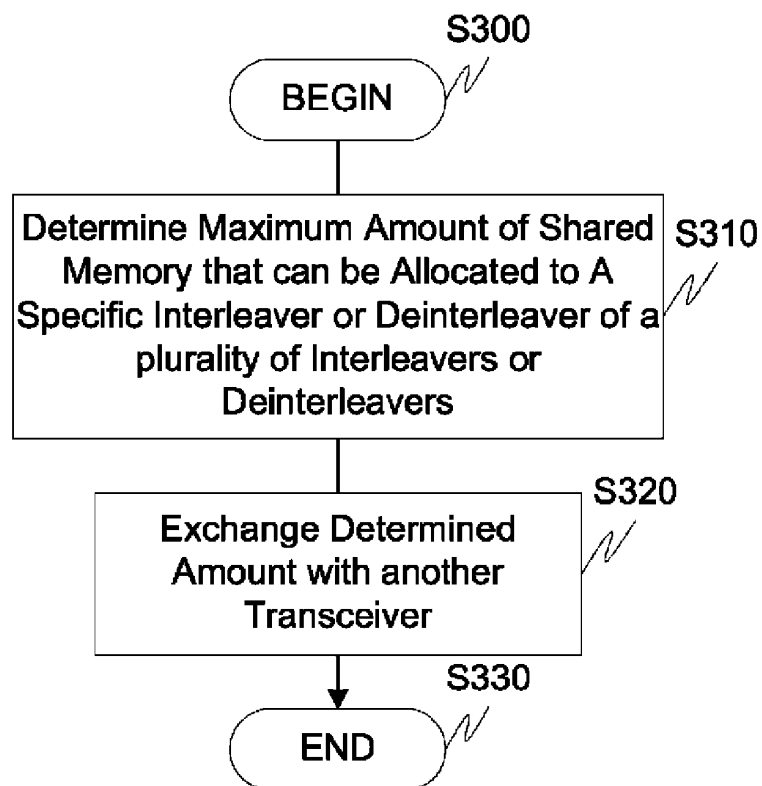 S300
BEGIN
Determine Maximum Amount of Shared
Memory that can be Allocated to A
Specific Interleaver or Deinterleaver of a
plurality of Interleavers or
Deinterleavers
S310
Exchange Determined
Amount with another
Transceiver
S320
S330
END